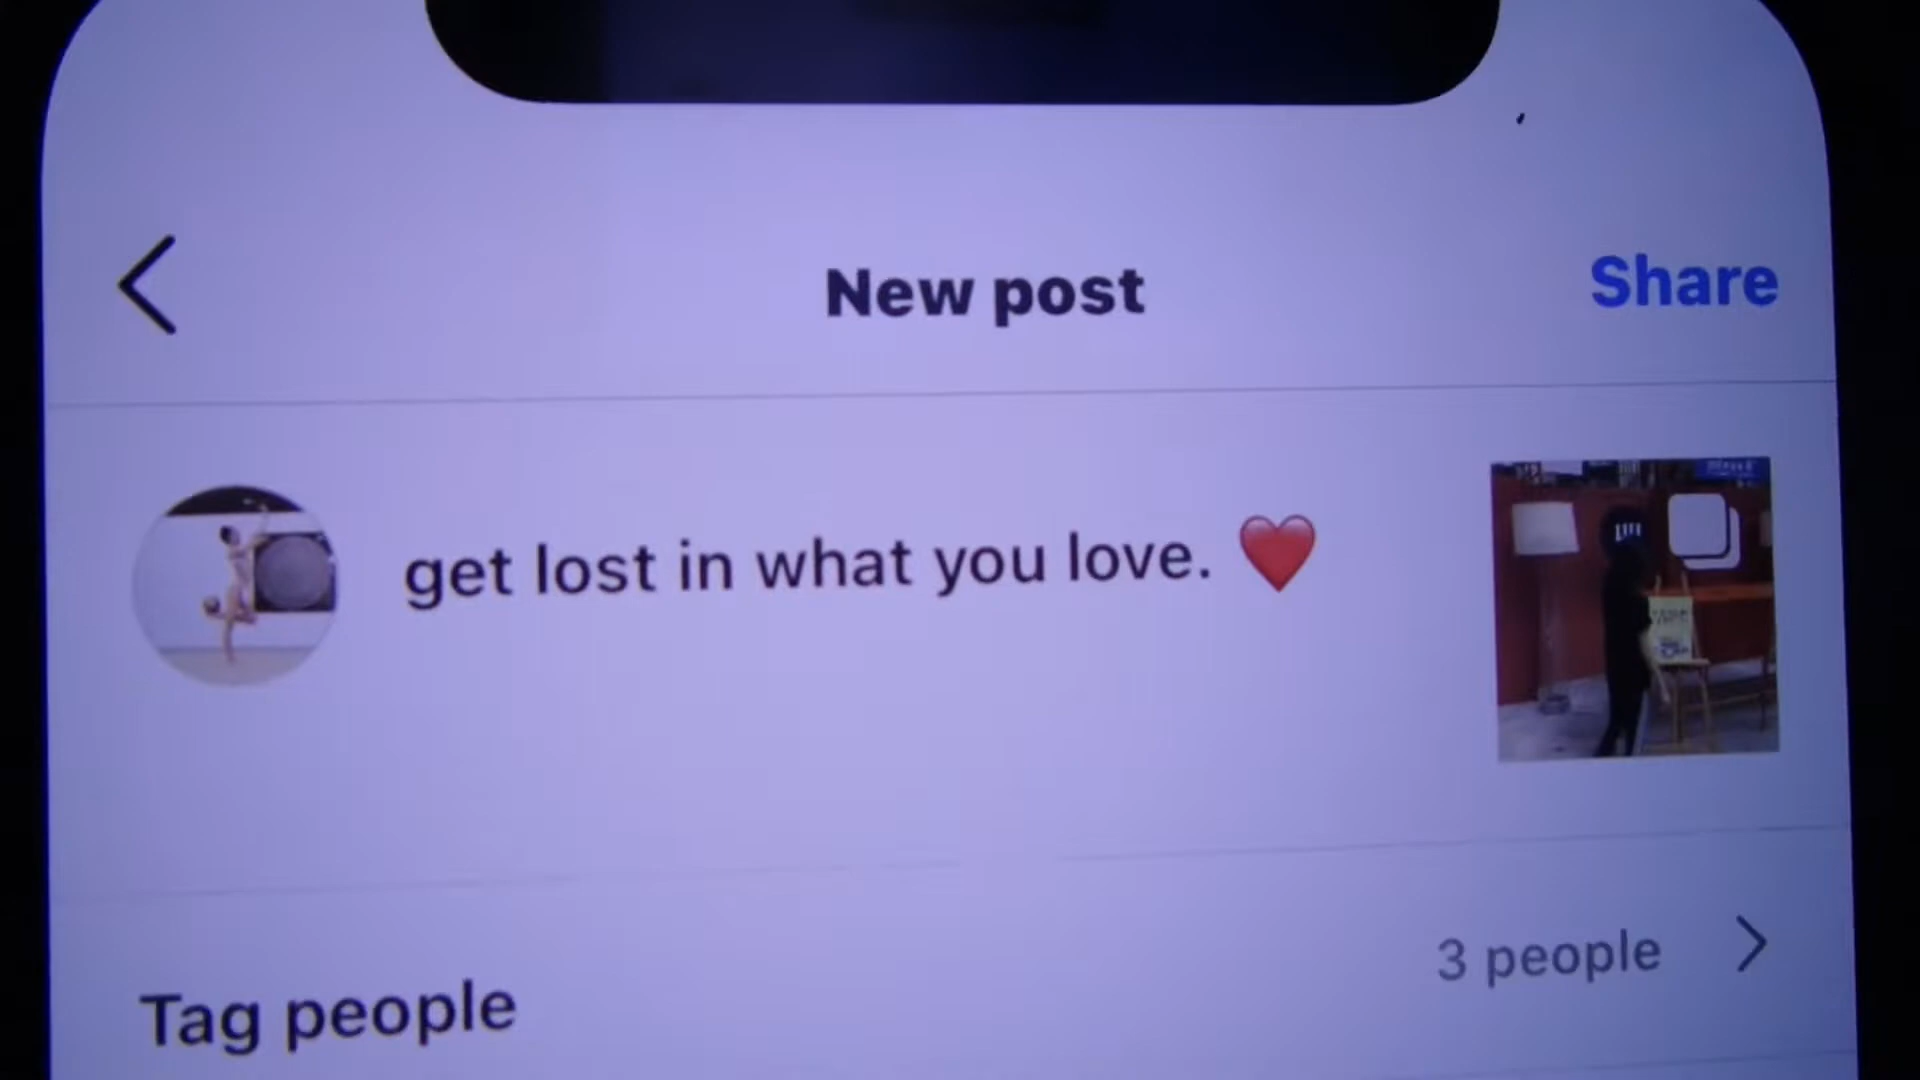 New post
Share
get lost in what you love. ❤️
Tag people
3 people